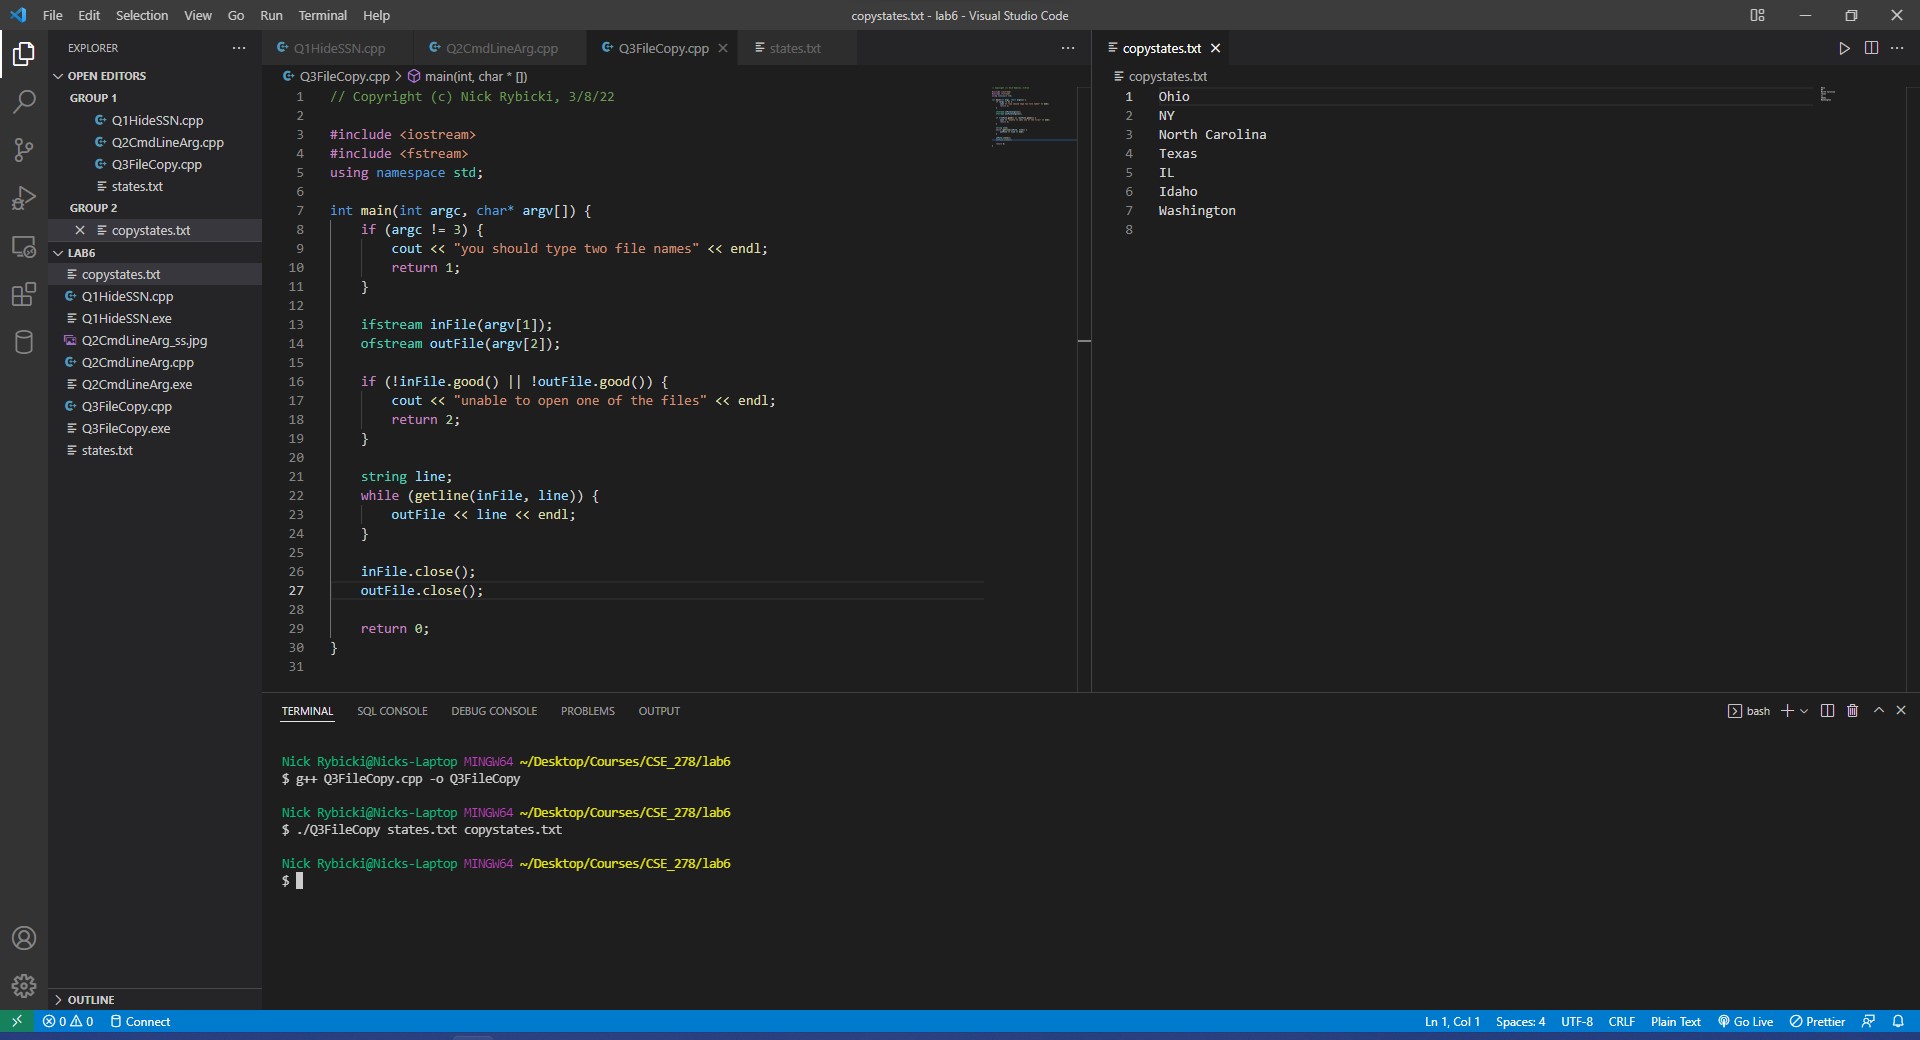 File Edit Selection View Go Run Terminal Help
copystates.txt - lab6 - Visual Studio Code
EXPLORER
OPEN EDITORS
GROUP 1
Q1HideSSN.cpp
Q2CmdLineArg.cpp
Q3FileCopy.cpp
states.txt
GROUP 2
copystates.txt
LAB6
copystates.txt
Q1HideSSN.cpp
Q1HideSSN.exe
Q2CmdLineArg_ss.jpg
Q2CmdLineArg.cpp
Q2CmdLineArg.exe
Q3FileCopy.cpp
Q3FileCopy.exe
states.txt
OUTLINE
Q1HideSSN.cpp Q2CmdLineArg.cpp Q3FileCopy.cpp states.txt
Q3FileCopy.cpp > main(int, char * [])
1 // Copyright (c) Nick Rybicki, 3/8/22
2
3 #include <iostream>
4 #include <fstream>
5 using namespace std;
6
7 int main(int argc, char* argv[]) {
8 if (argc != 3) {
9 cout << "you should type two file names" << endl;
10 return 1;
11 }
12
13 ifstream inFile(argv[1]);
14 ofstream outFile(argv[2]);
15
16 if (!inFile.good() || !outFile.good()) {
17 cout << "unable to open one of the files" << endl;
18 return 2;
19 }
20
21 string line;
22 while (getline(inFile, line)) {
23 outFile << line << endl;
24 }
25
26 inFile.close();
27 outFile.close();
28
29 return 0;
30 }
31
copystates.txt
copystates.txt
1 Ohio
2 NY
3 North Carolina
4 Texas
5 IL
6 Idaho
7 Washington
8
TERMINAL SQL CONSOLE DEBUG CONSOLE PROBLEMS OUTPUT
bash
Nick Rybicki@Nicks-Laptop MINGW64 ~/Desktop/Courses/CSE_278/lab6
$ g++ Q3FileCopy.cpp -o Q3FileCopy
Nick Rybicki@Nicks-Laptop MINGW64 ~/Desktop/Courses/CSE_278/lab6
$ ./Q3FileCopy states.txt copystates.txt
Nick Rybicki@Nicks-Laptop MINGW64 ~/Desktop/Courses/CSE_278/lab6
$
0 0 Connect
Ln 1, Col 1 Spaces: 4 UTF-8 CRLF Plain Text Go Live Prettier